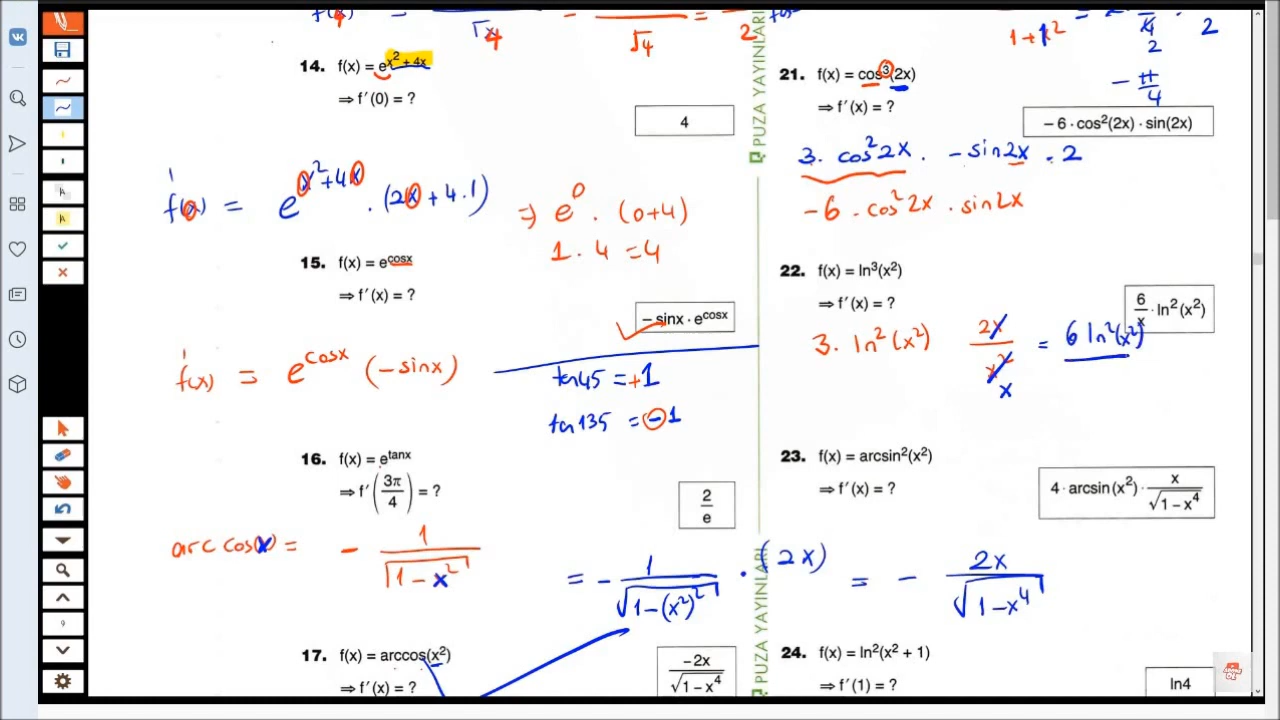 14. f(x) = e^(x² + 4x)
⇒ f′(0) = ?
4
f′(x) = e^(x²+4x) . (2x + 4.1) ⇒ e⁰ . (0+4)
1 . 4 = 4
15. f(x) = e^(cosx)
⇒ f′(x) = ?
− sinx · e^(cosx)
f′(x) = e^(cosx) (−sinx)
tan45 = +1
tan135 = −1
16. f(x) = e^(tanx)
⇒ f′(3π/4) = ?
2/e
arc cos(x) = − 1/√(1−x²)
= − 1/√(1−(x²)²) . (2x) = − 2x/√(1−x⁴)
17. f(x) = arccos(x²)
⇒ f′(x) = ?
−2x/√(1−x⁴)
PUZA YAYINLARI
PUZA YAYINLARI
21. f(x) = cos³(2x)
⇒ f′(x) = ?
− 6 · cos²(2x) · sin(2x)
3. cos²2x . −sin2x . 2
−6 . cos²2x . sin2x
22. f(x) = ln³(x²)
⇒ f′(x) = ?
6/x · ln²(x²)
3. ln²(x²) 2x/x² = 6 ln²(x²)
x
23. f(x) = arcsin²(x²)
⇒ f′(x) = ?
4 · arcsin(x²) · x/√(1−x⁴)
24. f(x) = ln²(x² + 1)
⇒ f′(1) = ?
ln4